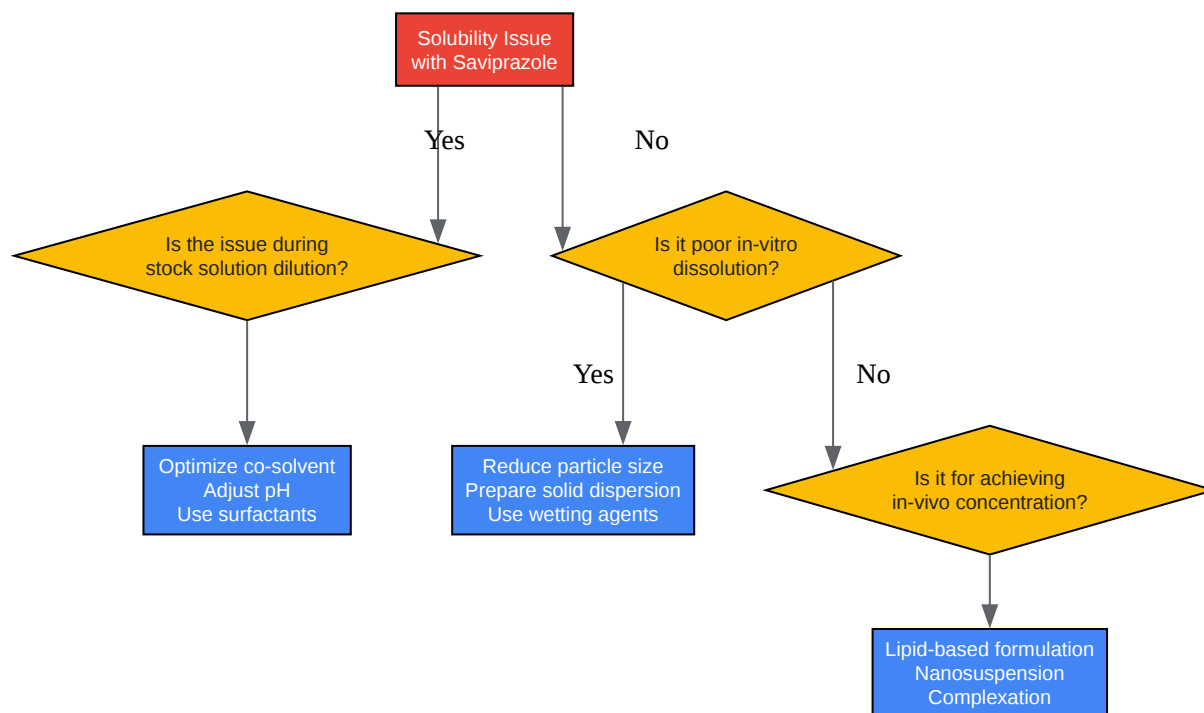 Solubility Issue
with Saviprazole
Yes
No
Is the issue during
stock solution dilution?
Is it poor in-vitro
dissolution?
Yes
No
Optimize co-solvent
Adjust pH
Use surfactants
Reduce particle size
Prepare solid dispersion
Use wetting agents
Is it for achieving
in-vivo concentration?
Lipid-based formulation
Nanosuspension
Complexation